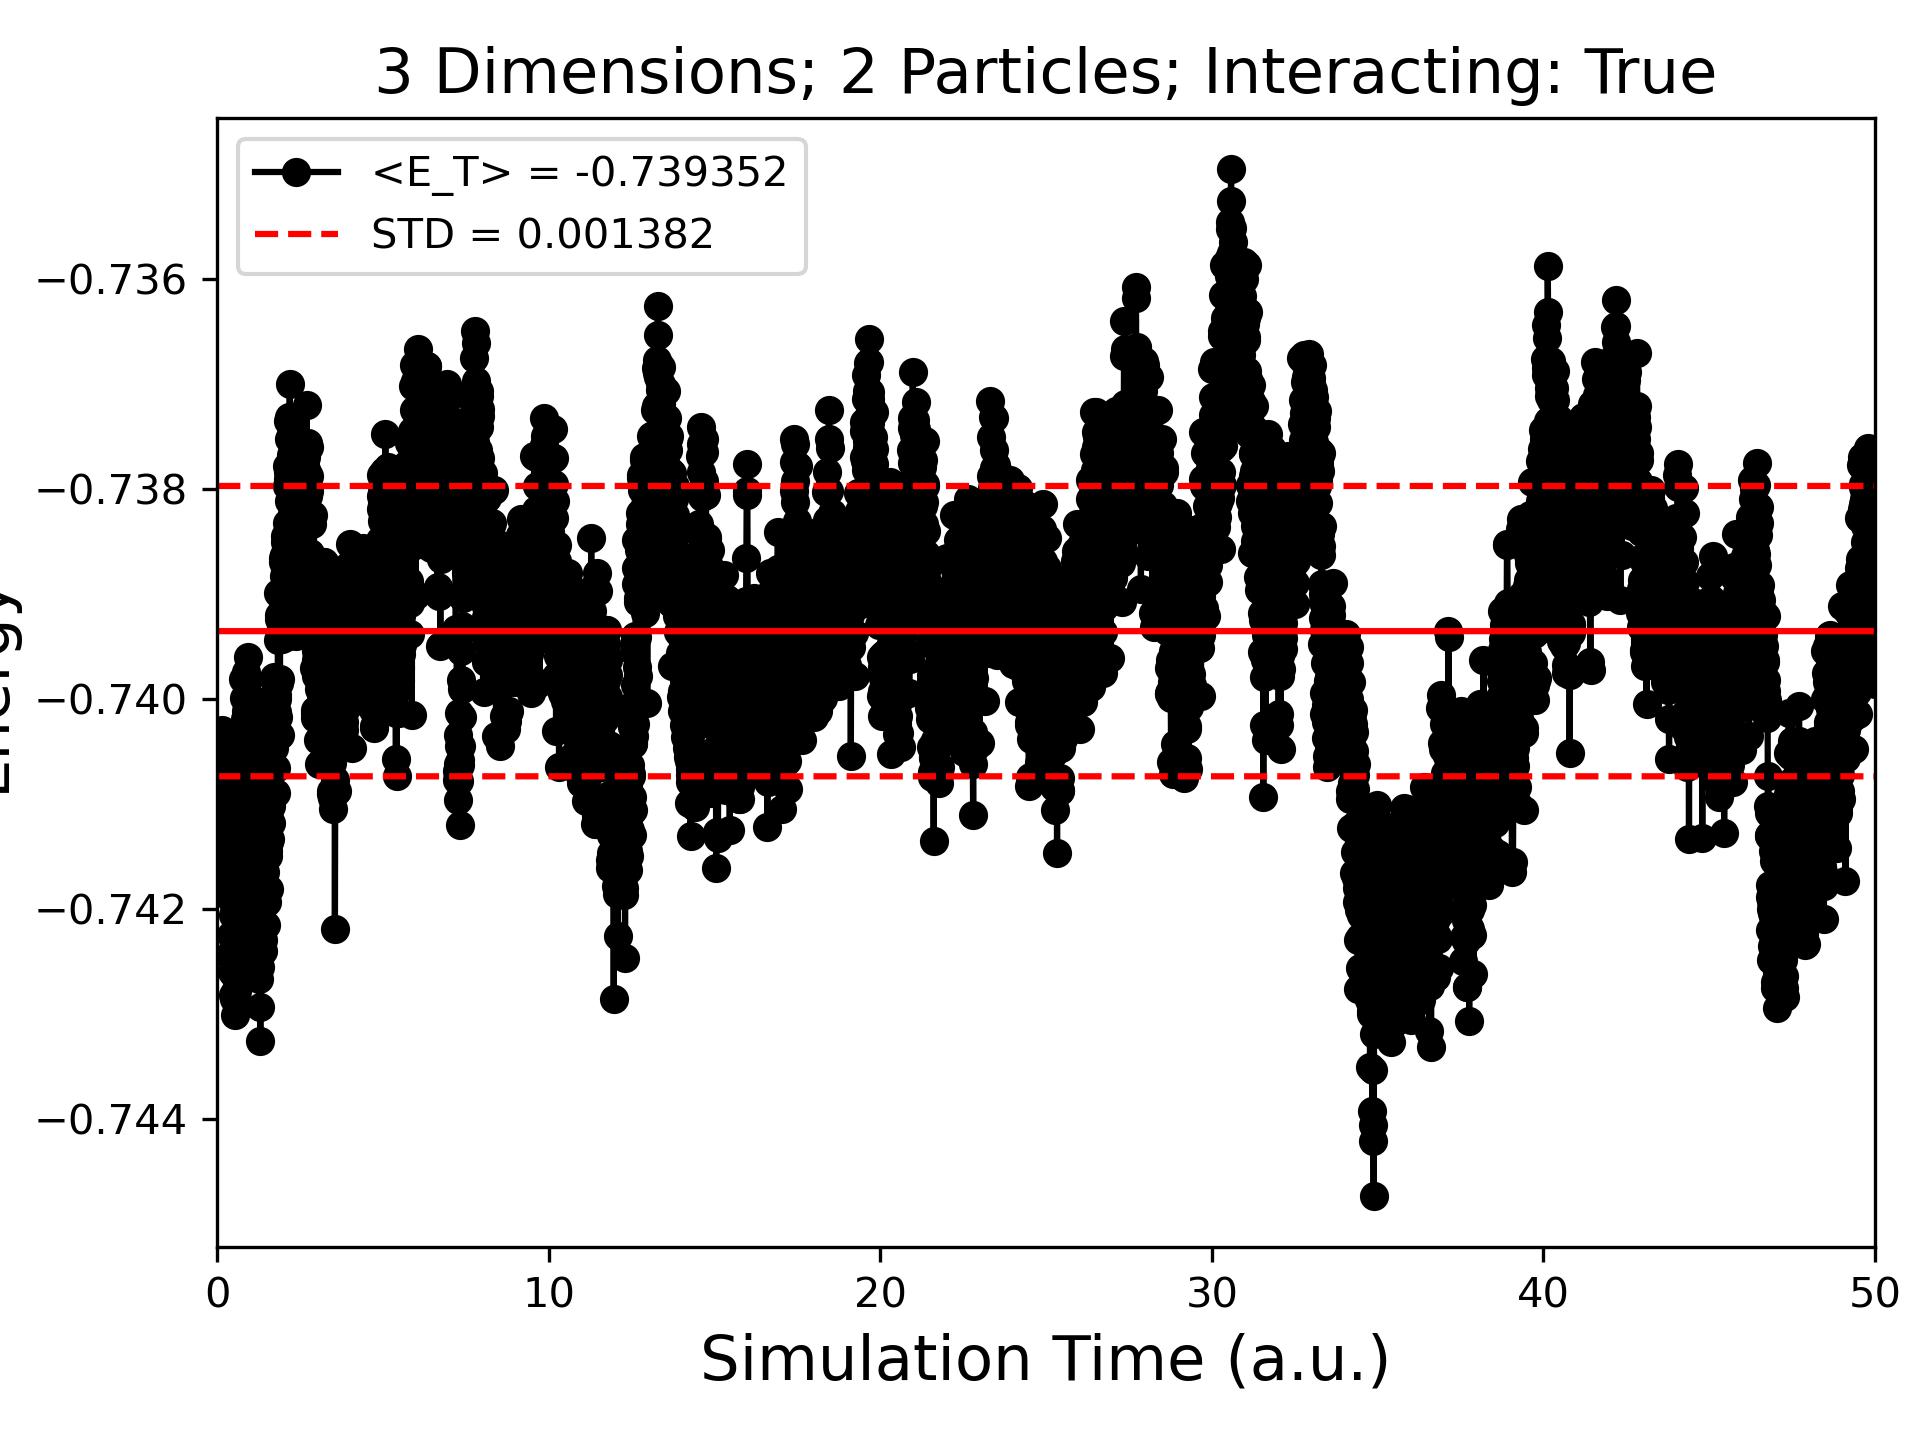 3 Dimensions; 2 Particles; Interacting: True
<E_T> = -0.739352
STD = 0.001382
−0.736
−0.738
−0.740
−0.742
−0.744
Energy
0 10 20 30 40 50
Simulation Time (a.u.)